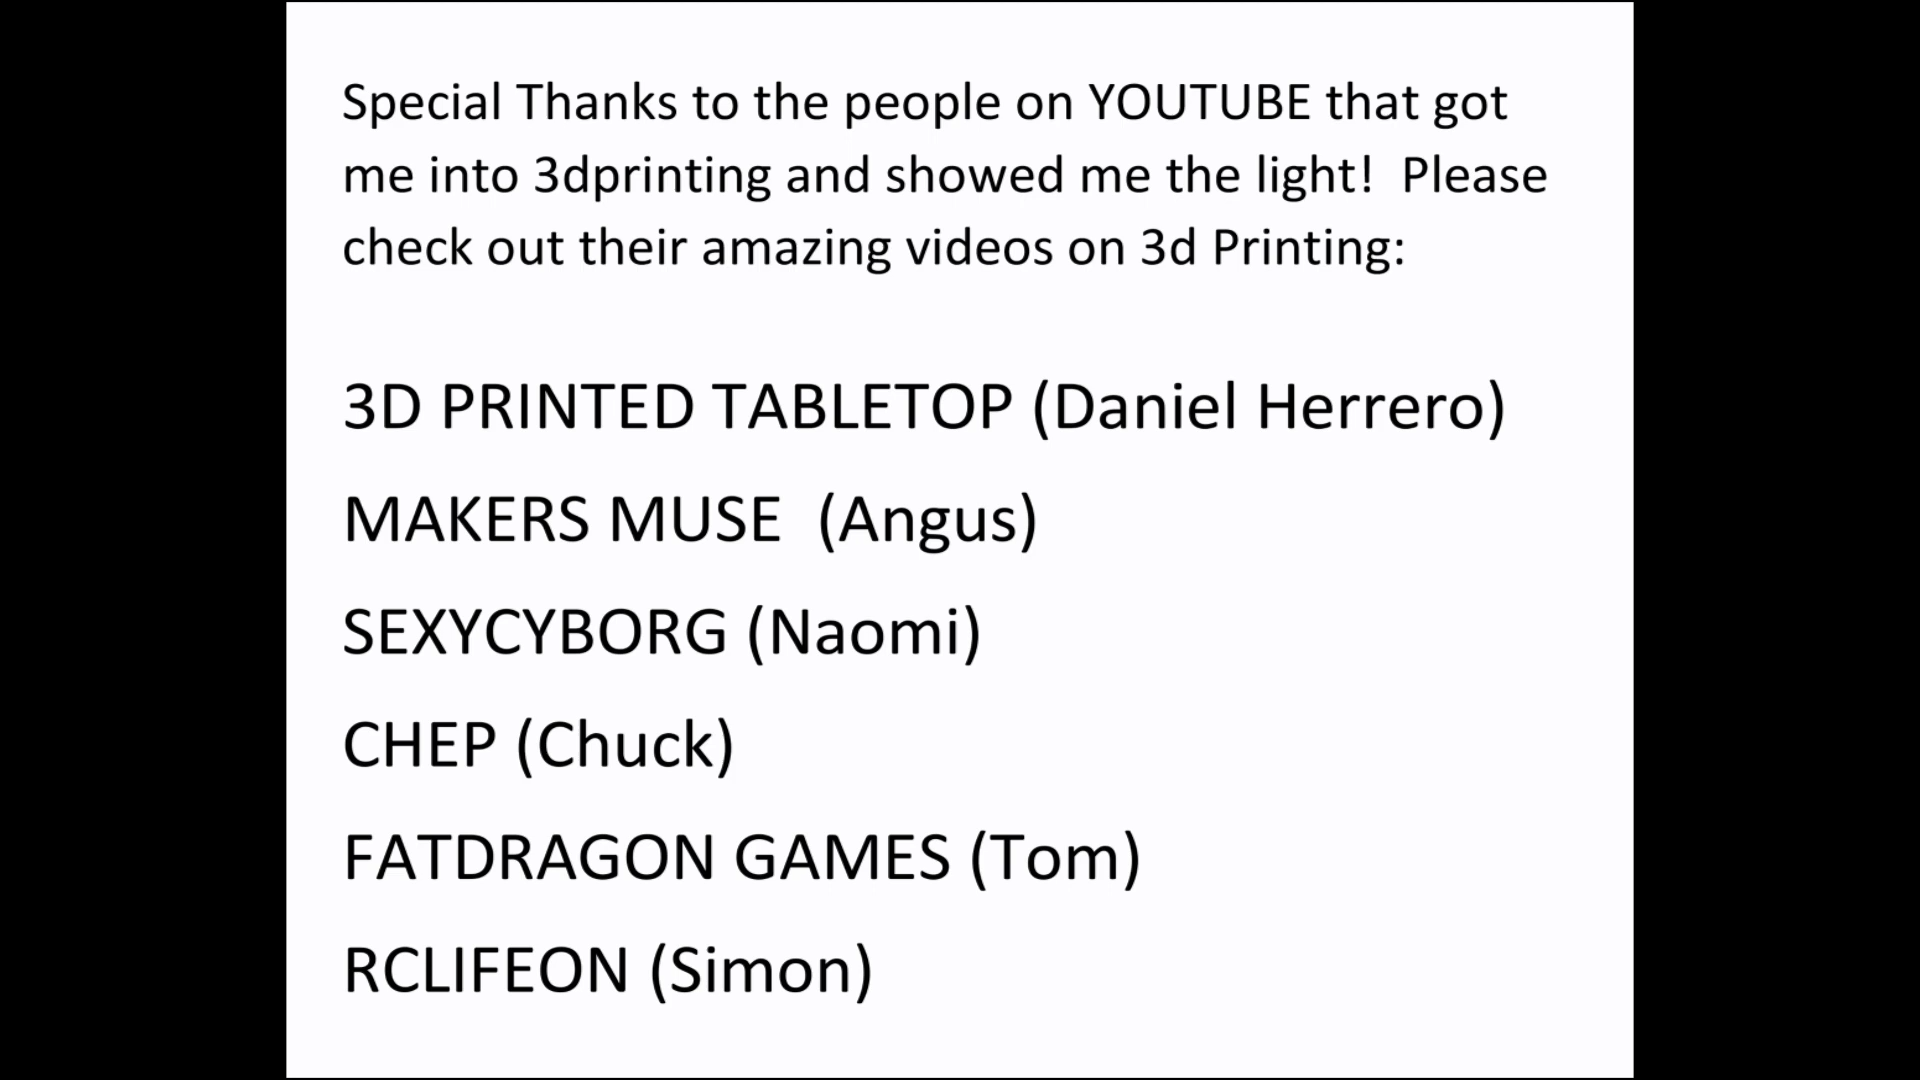 Special Thanks to the people on YOUTUBE that got
me into 3dprinting and showed me the light!  Please
check out their amazing videos on 3d Printing:
3D PRINTED TABLETOP (Daniel Herrero)
MAKERS MUSE  (Angus)
SEXYCYBORG (Naomi)
CHEP (Chuck)
FATDRAGON GAMES (Tom)
RCLIFEON (Simon)